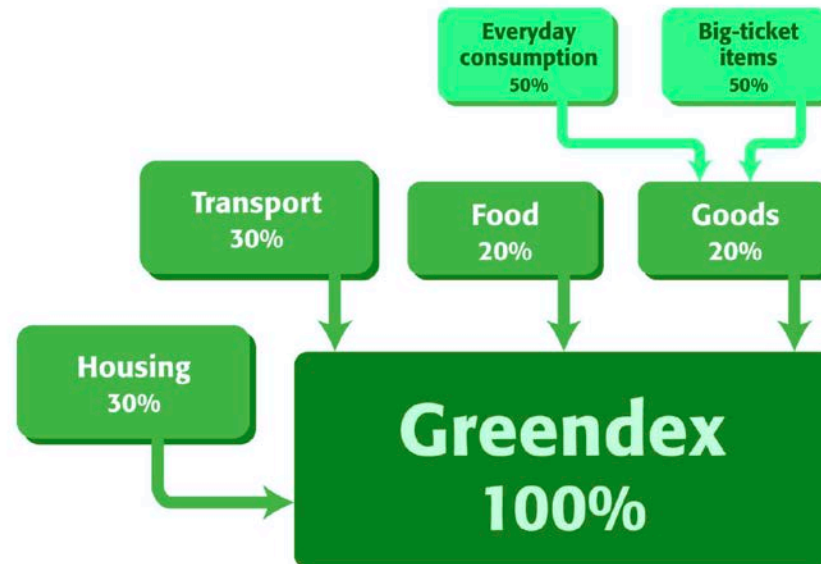 Everyday
consumption
50%
Big-ticket
items
50%
Transport
30%
Food
20%
Goods
20%
Housing
30%
Greendex
100%